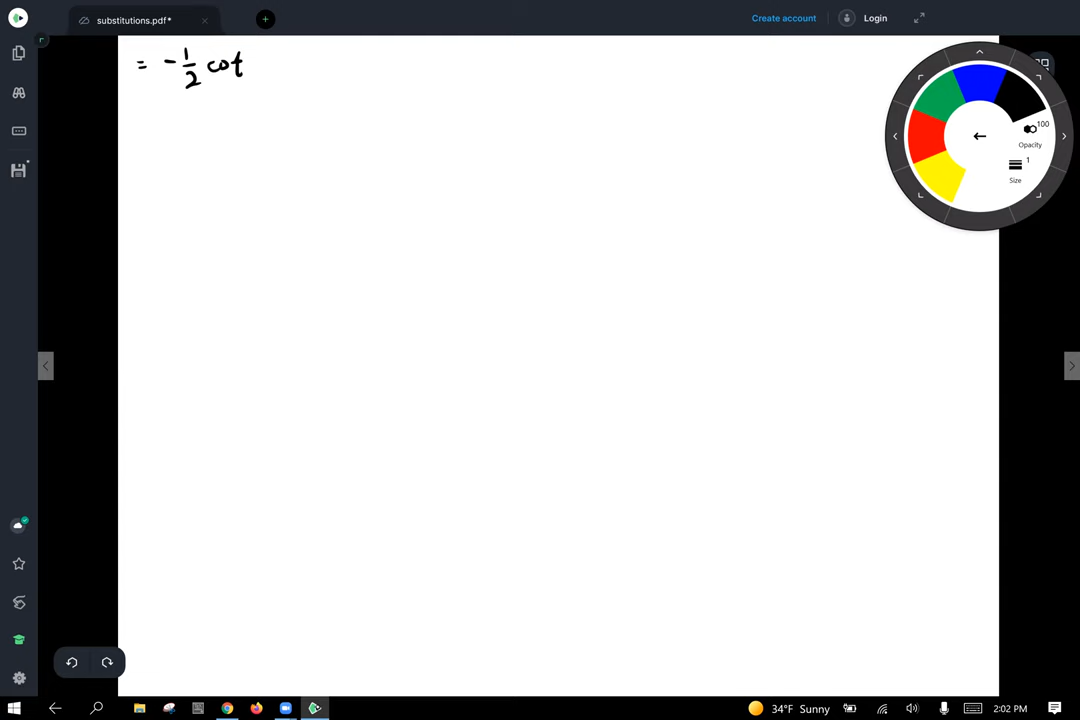 substitutions.pdf*
Create account
Login
= -1/2 cot
100
Opacity
1
Size
34°F Sunny
2:02 PM